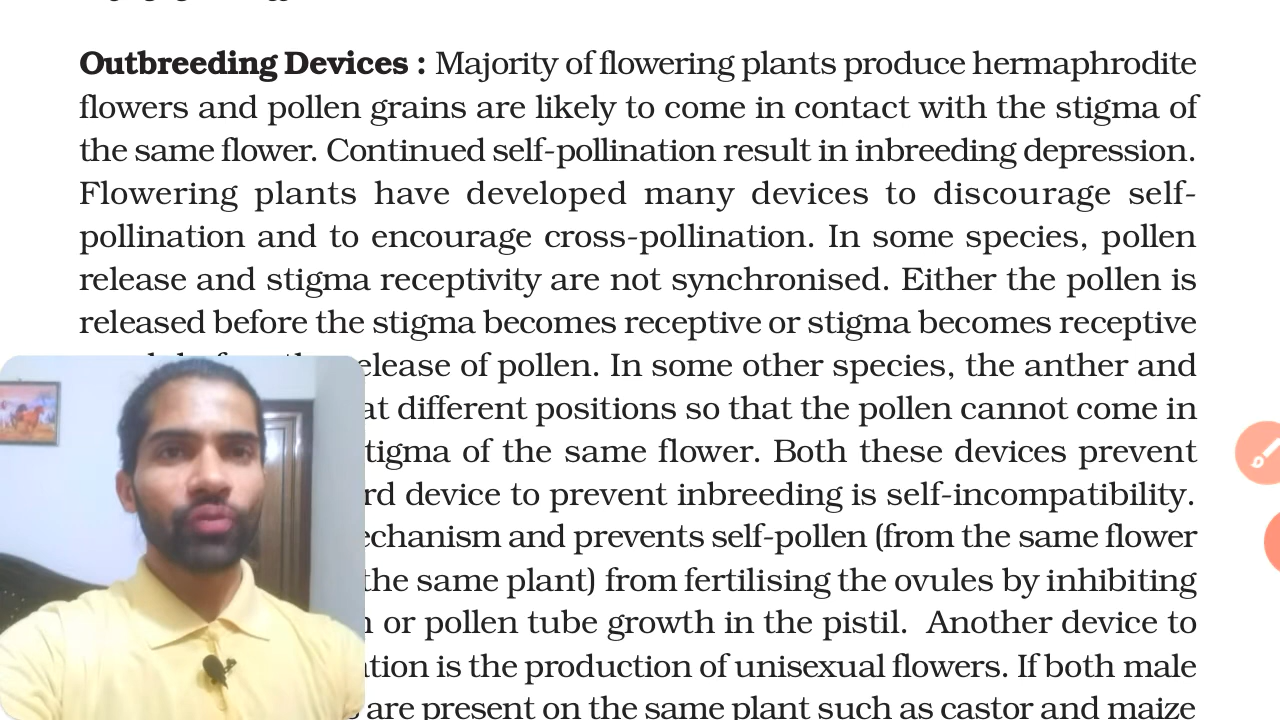 Outbreeding Devices : Majority of flowering plants produce hermaphrodite
flowers and pollen grains are likely to come in contact with the stigma of
the same flower. Continued self-pollination result in inbreeding depression.
Flowering plants have developed many devices to discourage self-
pollination and to encourage cross-pollination. In some species, pollen
release and stigma receptivity are not synchronised. Either the pollen is
released before the stigma becomes receptive or stigma becomes receptive
release of pollen. In some other species, the anther and
at different positions so that the pollen cannot come in
stigma of the same flower. Both these devices prevent
device to prevent inbreeding is self-incompatibility.
mechanism and prevents self-pollen (from the same flower
the same plant) from fertilising the ovules by inhibiting
or pollen tube growth in the pistil. Another device to
is the production of unisexual flowers. If both male
are present on the same plant such as castor and maize